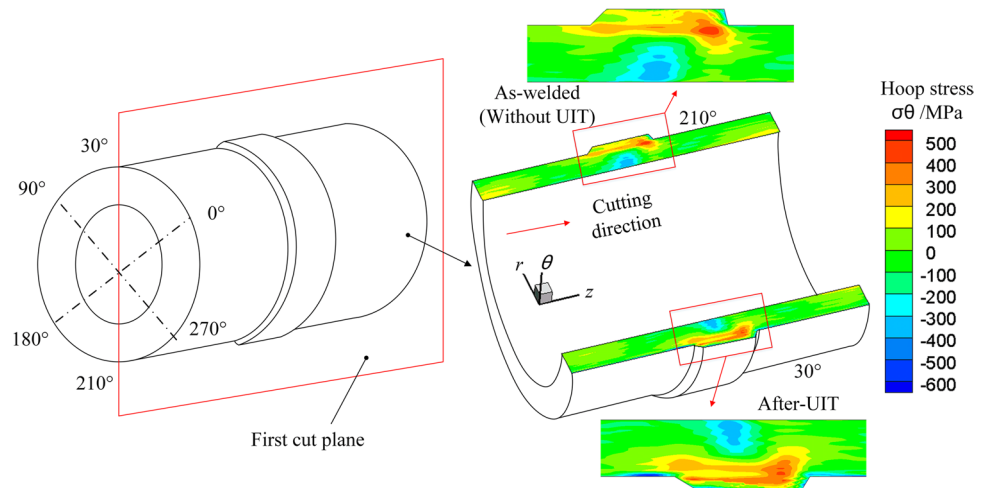 As-welded
(Without UIT)
210°
Hoop stress
σθ /MPa
500
400
300
200
100
0
-100
-200
-300
-400
-500
-600
30°
90°
0°
180°
270°
210°
First cut plane
Cutting
direction
r
θ
z
30°
After-UIT